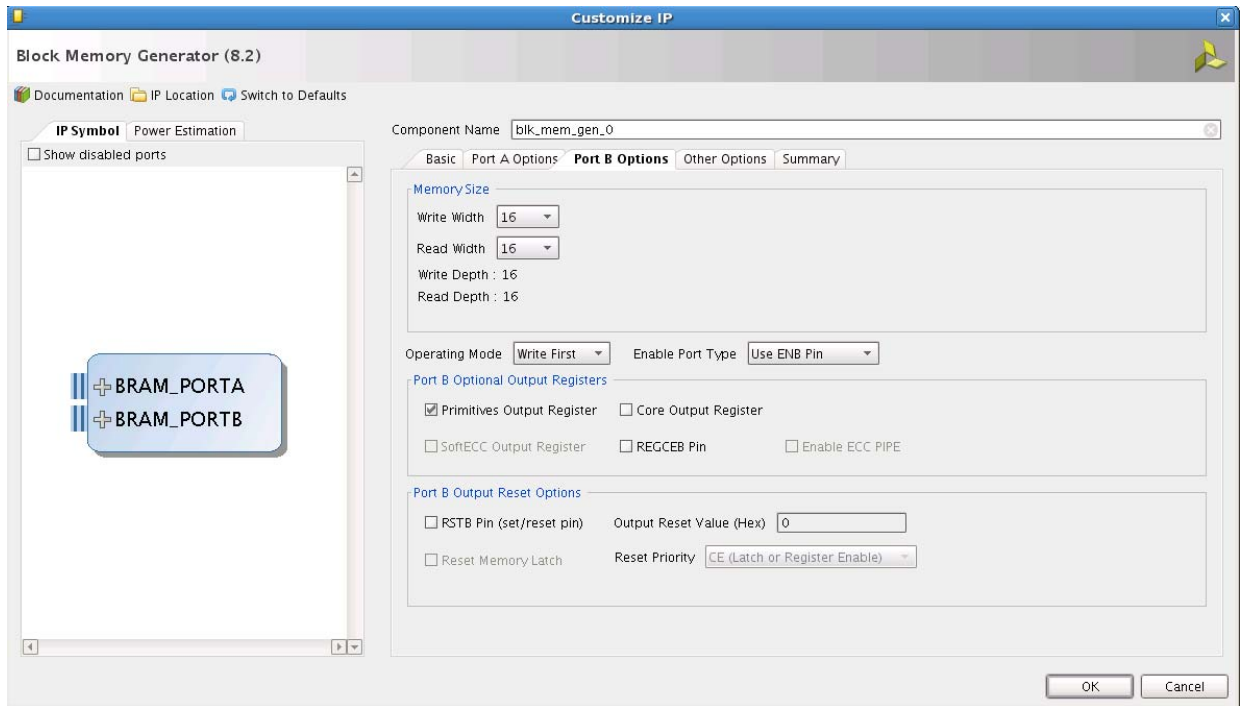 Customize IP
Block Memory Generator (8.2)
Documentation IP Location Switch to Defaults
IP Symbol Power Estimation
Show disabled ports
BRAM_PORTA
BRAM_PORTB
Component Name blk_mem_gen_0
Basic Port A Options Port B Options Other Options Summary
Memory Size
Write Width 16
Read Width 16
Write Depth : 16
Read Depth : 16
Operating Mode Write First Enable Port Type Use ENB Pin
Port B Optional Output Registers
Primitives Output Register Core Output Register
SoftECC Output Register REGCEB Pin Enable ECC PIPE
Port B Output Reset Options
RSTB Pin (set/reset pin) Output Reset Value (Hex) 0
Reset Memory Latch Reset Priority CE (Latch or Register Enable)
OK Cancel